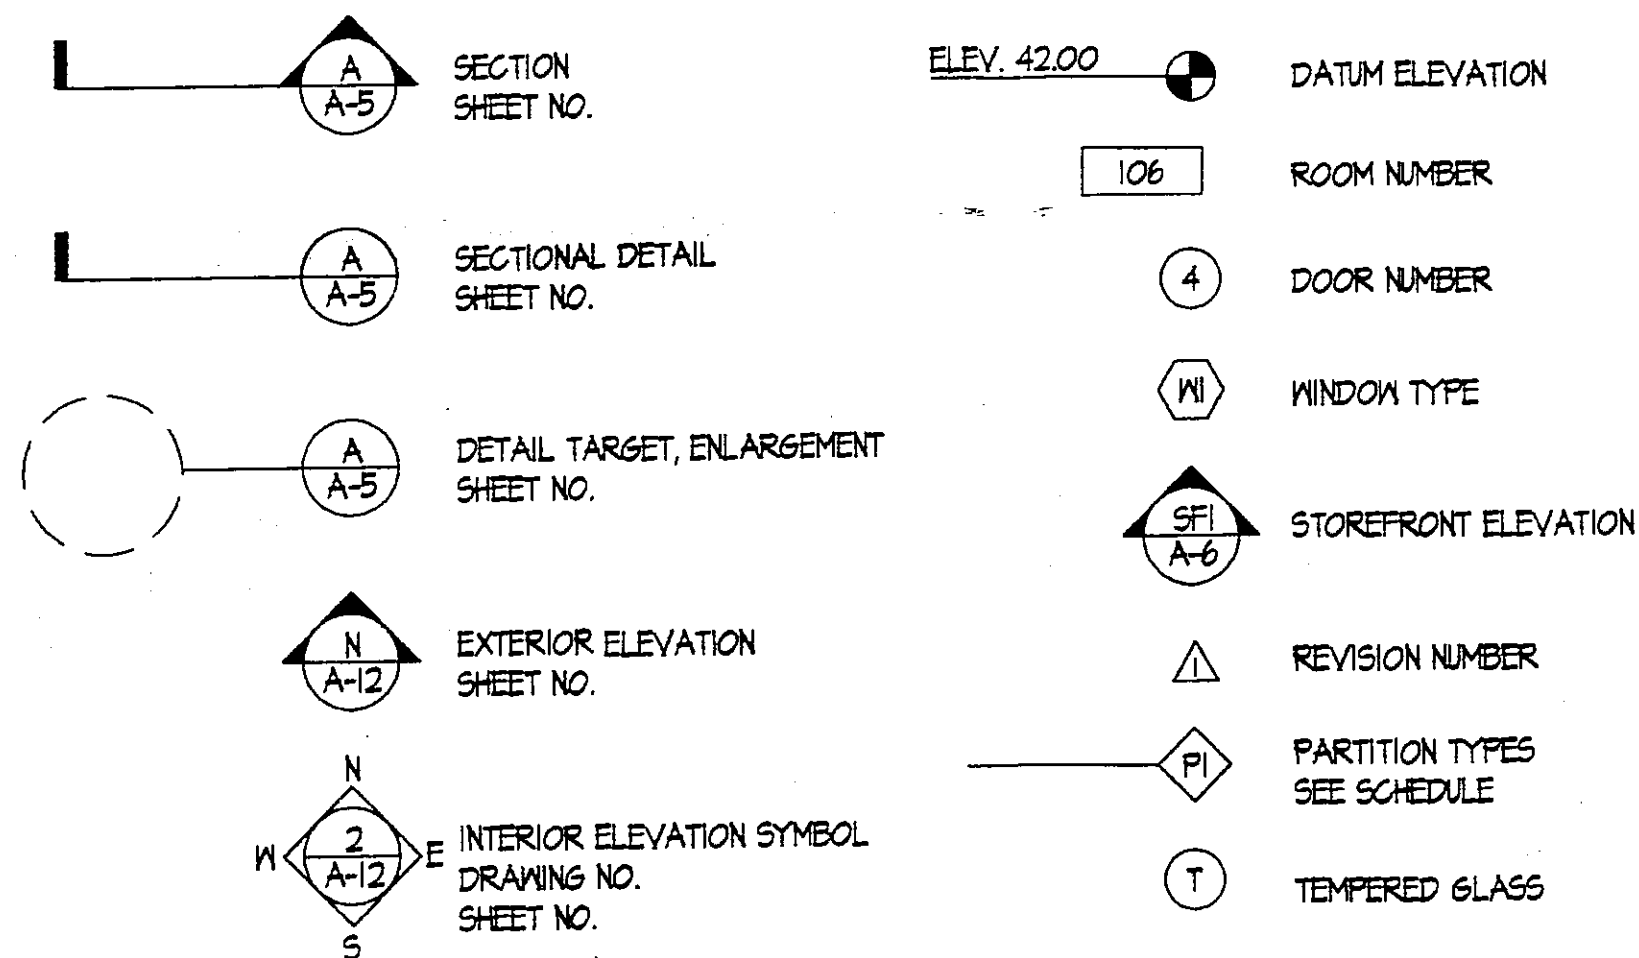 A
A-5
SECTION
SHEET NO.
A
A-5
SECTIONAL DETAIL
SHEET NO.
A
A-5
DETAIL TARGET, ENLARGEMENT
SHEET NO.
N
A-12
EXTERIOR ELEVATION
SHEET NO.
N
W
2
A-12
E
S
INTERIOR ELEVATION SYMBOL
DRAWING NO.
SHEET NO.
ELEV. 42.00
DATUM ELEVATION
106
ROOM NUMBER
4
DOOR NUMBER
W1
WINDOW TYPE
SF1
A-6
STOREFRONT ELEVATION
1
REVISION NUMBER
P1
PARTITION TYPES
SEE SCHEDULE
T
TEMPERED GLASS